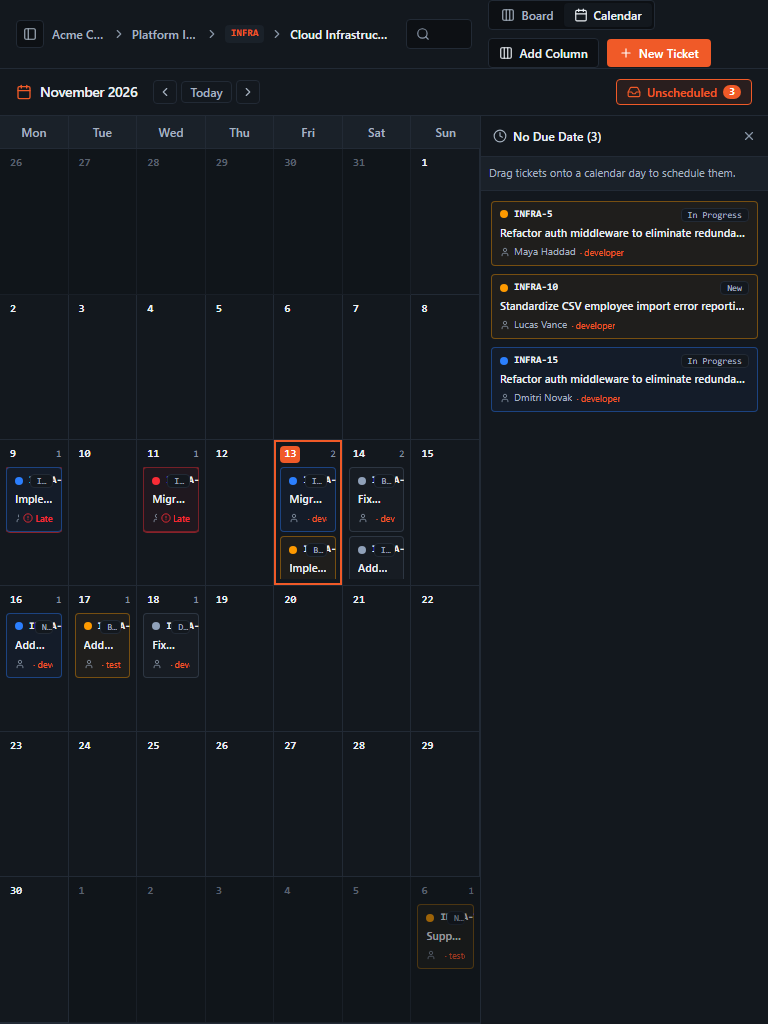 Acme C... > Platform I... > INFRA > Cloud Infrastruc...
Board Calendar
Add Column New Ticket
November 2026 Today Unscheduled 3
Mon Tue Wed Thu Fri Sat Sun
26 27 28 29 30 31 1
2 3 4 5 6 7 8
9 1 10 11 1 12 13 2 14 2 15
I... I... I... B...
Imple... Migr... Migr... Fix...
Late Late · dev · dev
B... I...
Imple... Add...
16 1 17 1 18 1 19 20 21 22
N... B... D...
Add... Add... Fix...
· dev · test · dev
23 24 25 26 27 28 29
30 1 2 3 4 5 6 1
N...
Supp...
· test
No Due Date (3)
Drag tickets onto a calendar day to schedule them.
INFRA-5 In Progress
Refactor auth middleware to eliminate redunda...
Maya Haddad · developer
INFRA-10 New
Standardize CSV employee import error reporti...
Lucas Vance · developer
INFRA-15 In Progress
Refactor auth middleware to eliminate redunda...
Dmitri Novak · developer